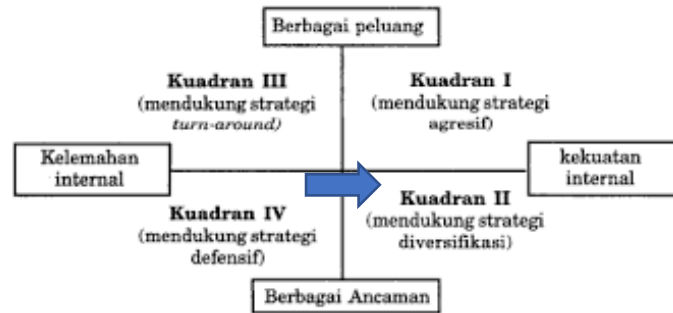 Berbagai peluang
Kuadran III
(mendukung strategi
turn-around)
Kuadran I
(mendukung strategi
agresif)
Kelemahan
internal
kekuatan
internal
Kuadran IV
(mendukung strategi
defensif)
Kuadran II
(mendukung strategi
diversifikasi)
Berbagai Ancaman